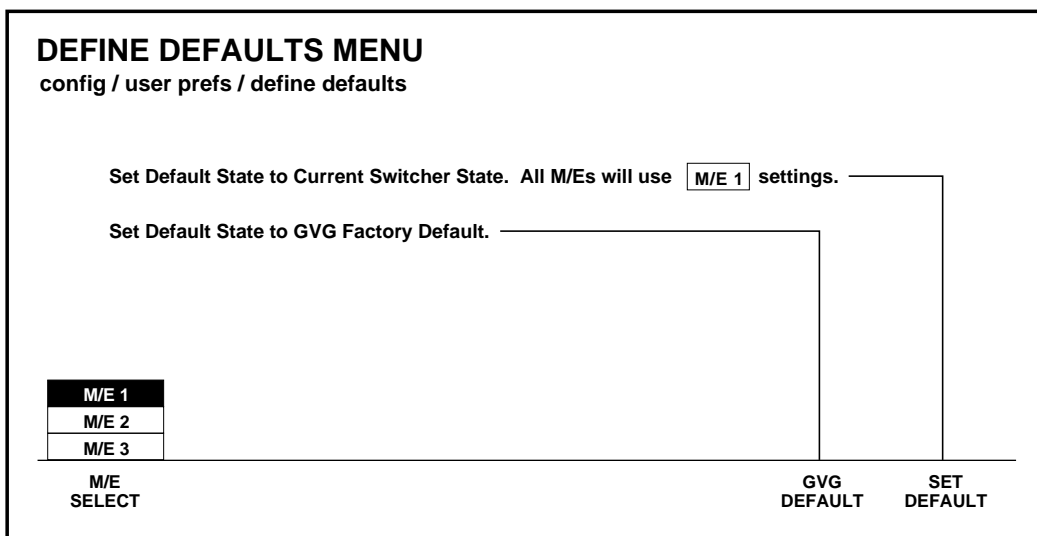 DEFINE DEFAULTS MENU
config / user prefs / define defaults
Set Default State to Current Switcher State. All M/Es will use M/E 1 settings.
Set Default State to GVG Factory Default.
M/E 1
M/E 2
M/E 3
M/E
SELECT
GVG
DEFAULT
SET
DEFAULT